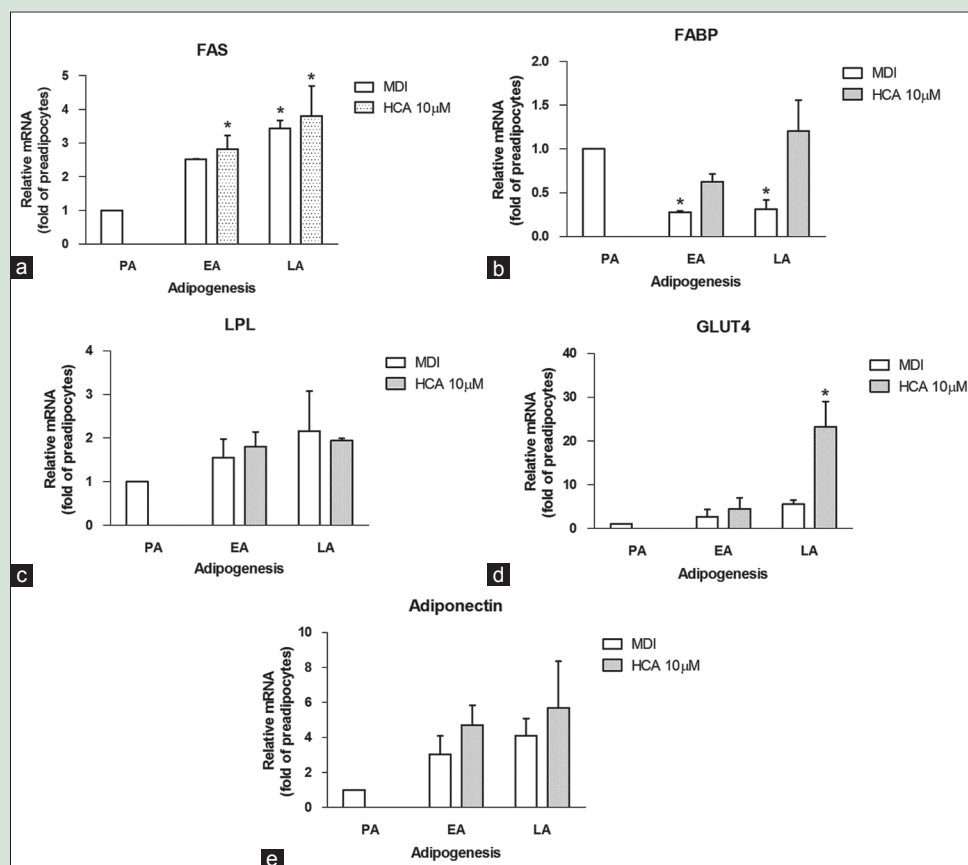 FAS
Relative mRNA
(fold of preadipocytes)
5
4
3
2
1
0
*
*
*
MDI
HCA 10µM
PA
EA
LA
Adipogenesis
a
FABP
Relative mRNA
(fold of preadipocytes)
2.0
1.5
1.0
0.5
0.0
*
*
MDI
HCA 10µM
PA
EA
LA
Adipogenesis
b
LPL
Relative mRNA
(fold of preadipocytes)
4
3
2
1
0
MDI
HCA 10µM
PA
EA
LA
Adipogenesis
c
GLUT4
Relative mRNA
(fold of preadipocytes)
40
30
20
10
0
*
MDI
HCA 10µM
PA
EA
LA
Adipogenesis
d
Adiponectin
Relative mRNA
(fold of preadipocytes)
10
8
6
4
2
0
MDI
HCA 10µM
PA
EA
LA
Adipogenesis
e